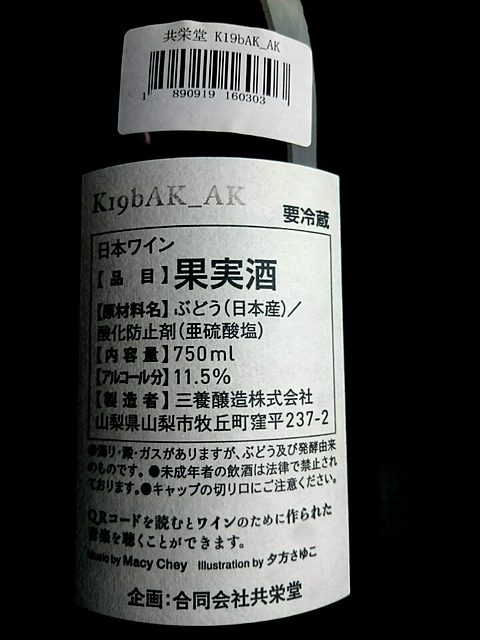 共栄堂 K19bAK_AK
1 890919 160303
K19bAK_AK
要冷蔵
日本ワイン
【品 目】果実酒
【原材料名】ぶどう(日本産)/
酸化防止剤(亜硫酸塩)
【内容量】750ml
【アルコール分】11.5%
【製造者】三養醸造株式会社
山梨県山梨市牧丘町窪平237-2
●濁り・澱・ガスがありますが、ぶどう及び発酵由来
のものです。●未成年者の飲酒は法律で禁止され
ております。●キャップの切り口にご注意ください。
QRコードを読むとワインのために作られた
音楽を聴くことができます。
Music by Macy Chey Illustration by 夕方さゆこ
企画:合同会社共栄堂